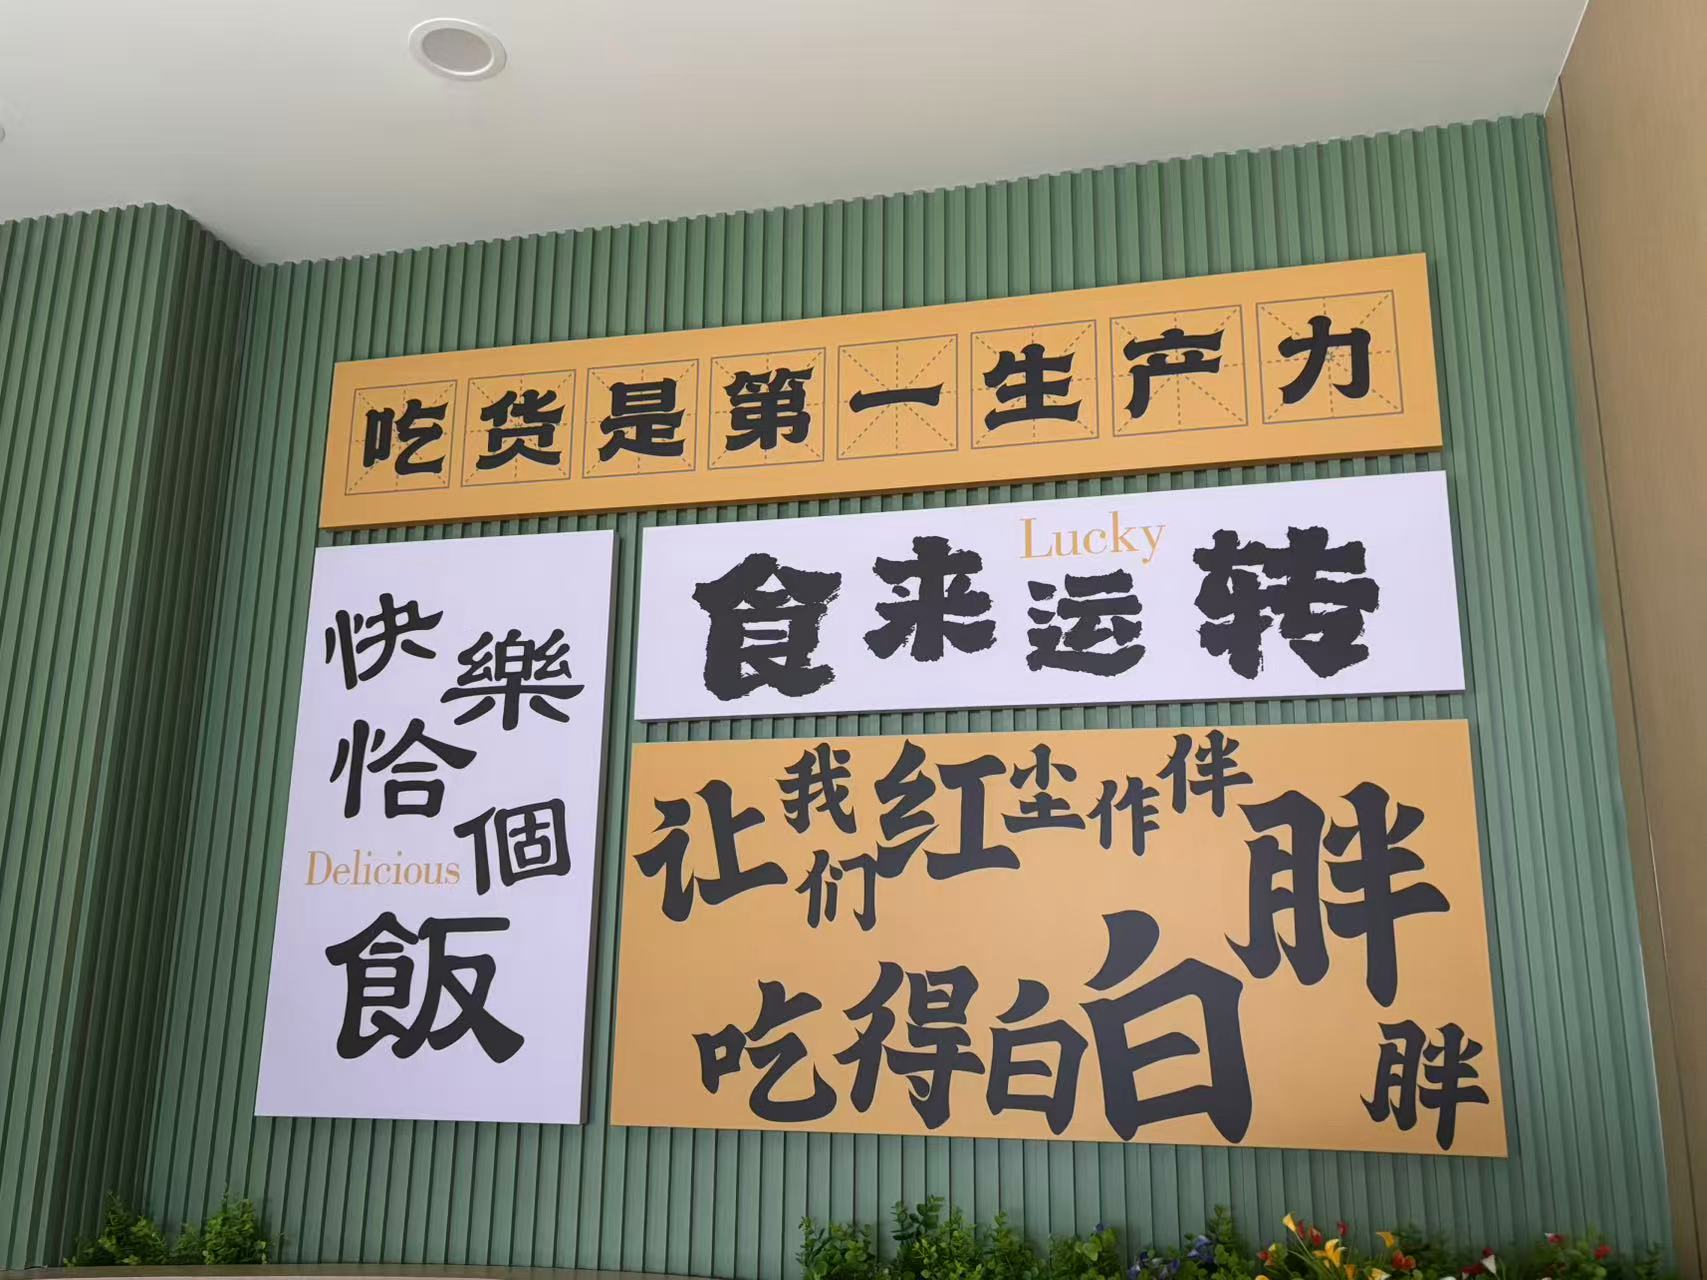 吃货是第一生产力
快樂
恰個
Delicious
飯
Lucky
食来运转
让我们红尘作伴
吃得白白胖胖